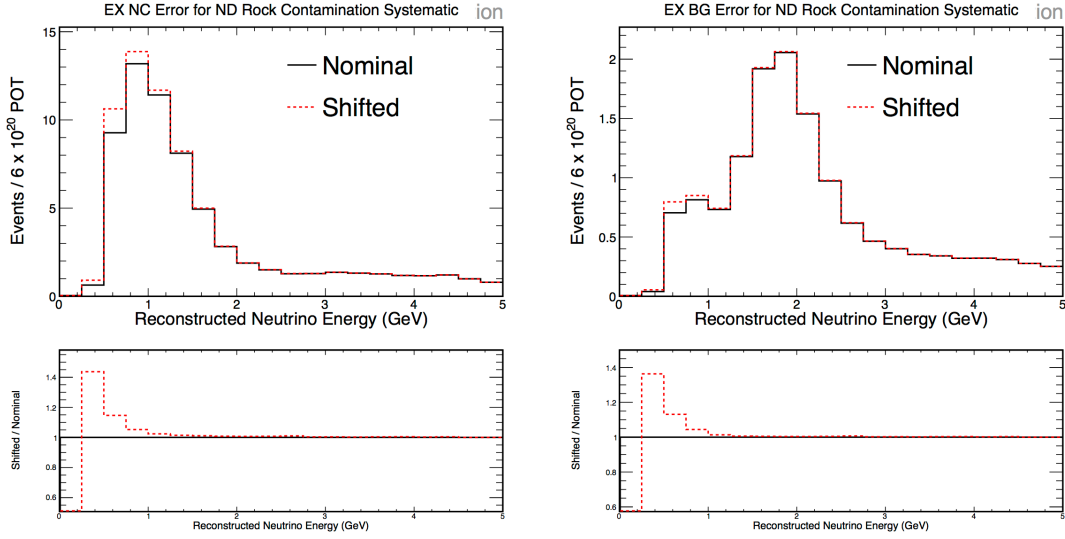 EX NC Error for ND Rock Contamination Systematic
ion
15
10
5
0
Events / 6 x 10²⁰ POT
Nominal
Shifted
0 1 2 3 4 5
Reconstructed Neutrino Energy (GeV)
1.4
1.2
1
0.8
0.6
Shifted / Nominal
0 1 2 3 4 5
Reconstructed Neutrino Energy (GeV)
EX BG Error for ND Rock Contamination Systematic
ion
2
1.5
1
0.5
0
Events / 6 x 10²⁰ POT
Nominal
Shifted
0 1 2 3 4 5
Reconstructed Neutrino Energy (GeV)
1.4
1.2
1
0.8
0.6
Shifted / Nominal
0 1 2 3 4 5
Reconstructed Neutrino Energy (GeV)